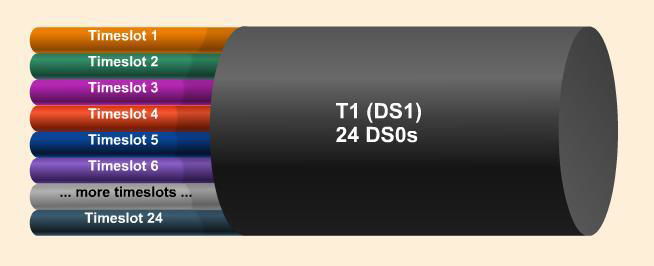 Timeslot 1
Timeslot 2
Timeslot 3
Timeslot 4
Timeslot 5
Timeslot 6
... more timeslots ...
Timeslot 24
T1 (DS1)
24 DS0s